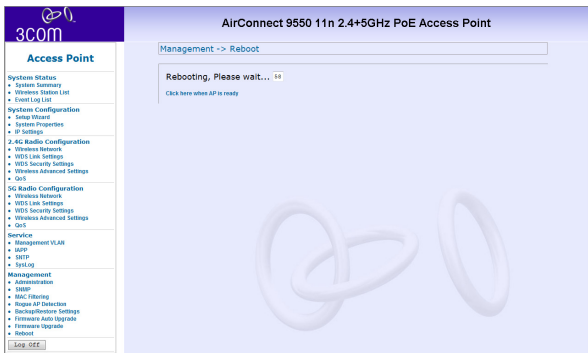 3COM
AirConnect 9550 11n 2.4+5GHz PoE Access Point
Access Point
System Status
System Summary
Wireless Station List
Event Log List
System Configuration
Setup Wizard
System Properties
IP Settings
2.4G Radio Configuration
Wireless Network
WDS Link Settings
WDS Security Settings
Wireless Advanced Settings
QoS
5G Radio Configuration
Wireless Network
WDS Link Settings
WDS Security Settings
Wireless Advanced Settings
QoS
Service
Management VLAN
IAPP
SNTP
SysLog
Management
Administration
SNMP
MAC Filtering
Rogue AP Detection
Backup/Restore Settings
Firmware Auto Upgrade
Firmware Upgrade
Reboot
Log Off
Management -> Reboot
Rebooting, Please wait... 58
Click here when AP is ready